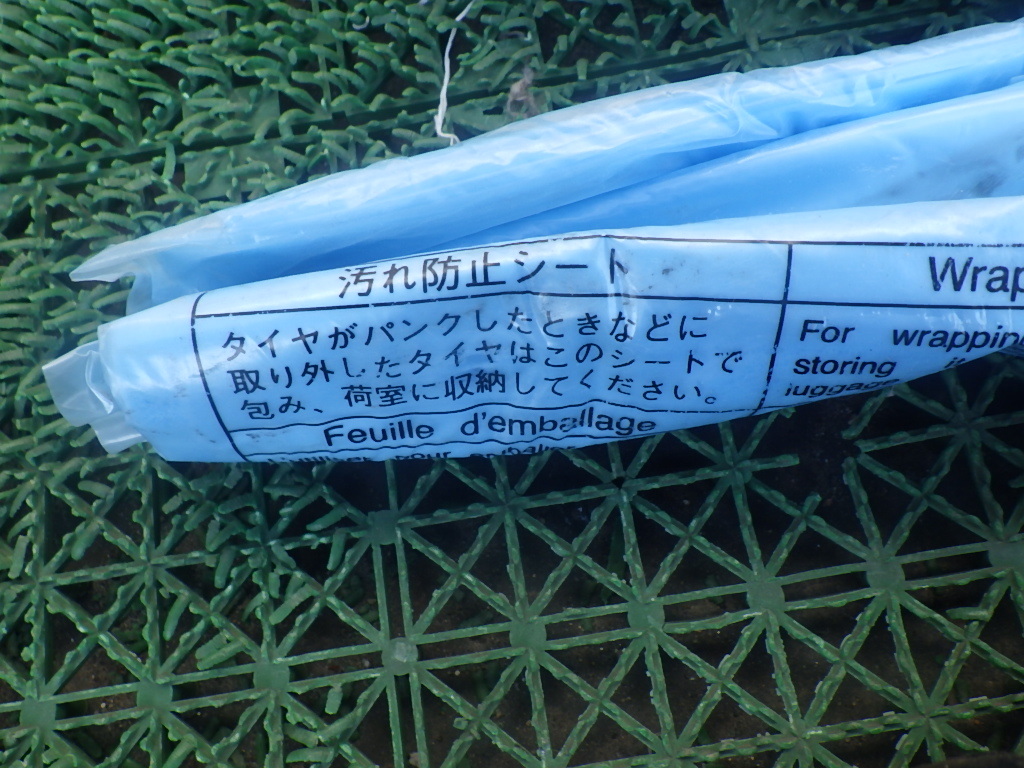 汚れ防止シート
タイヤがパンクしたときなどに
取り外したタイヤはこのシートで
包み、荷室に収納してください。
Feuille d'emballage
Wrap
For wrapping
storing
luggage